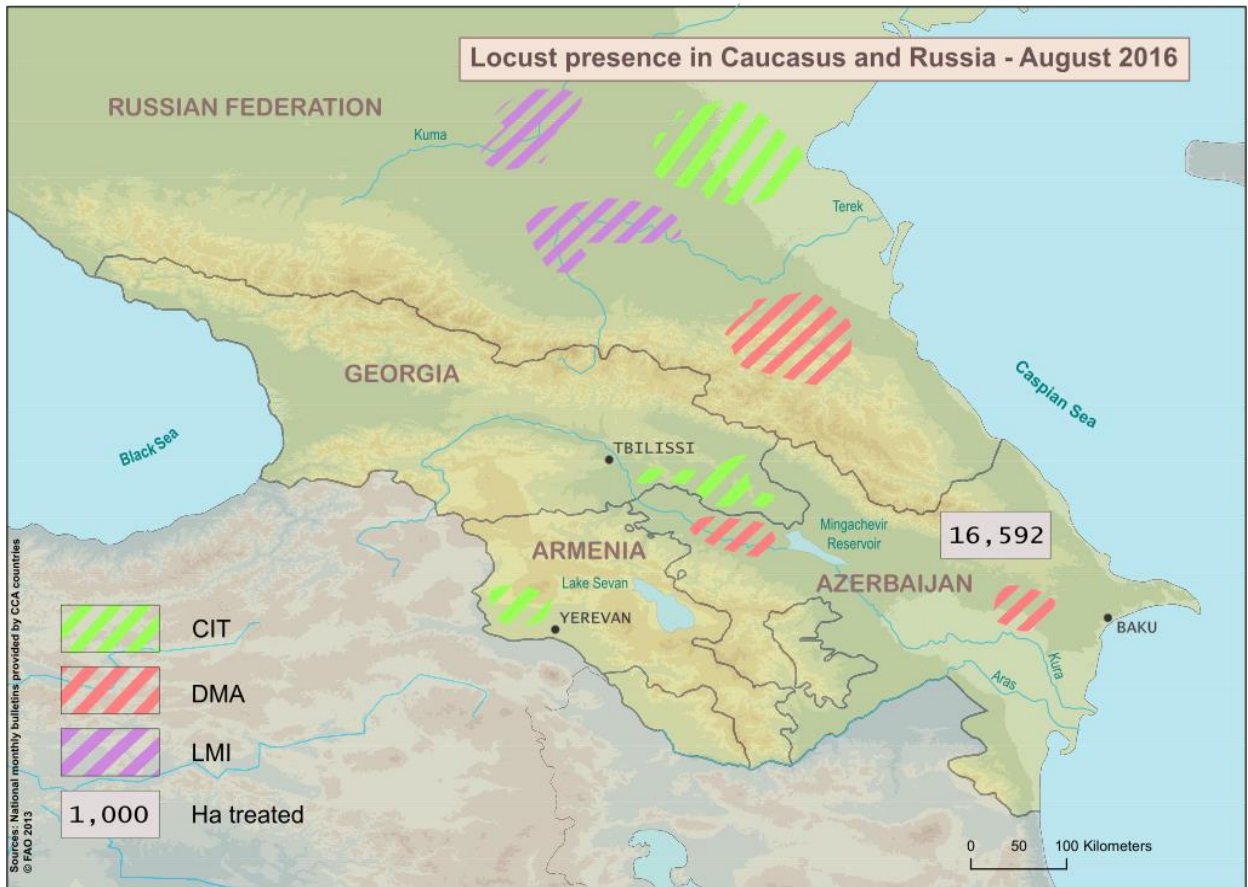 Locust presence in Caucasus and Russia - August 2016
RUSSIAN FEDERATION
Kuma
Terek
GEORGIA
Caspian Sea
Black Sea
TBILISSI
Mingachevir
Reservoir
16,592
ARMENIA
AZERBAIJAN
Lake Sevan
YEREVAN
BAKU
Kura
Aras
CIT
DMA
LMI
1,000 Ha treated
0 50 100 Kilometers
Sources: National monthly bulletins provided by CCA countries
© FAO 2013